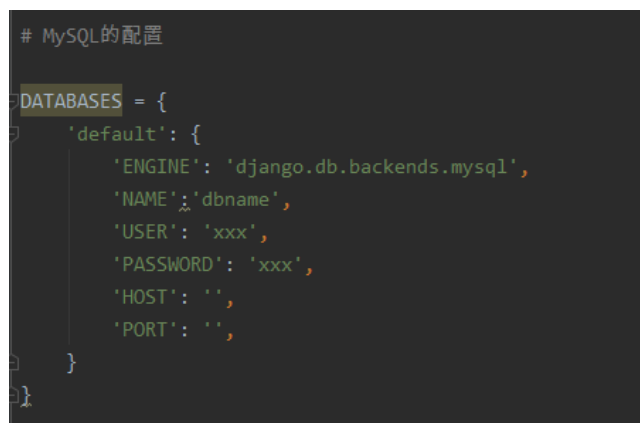 # MySQL的配置
DATABASES = {
    'default': {
        'ENGINE': 'django.db.backends.mysql',
        'NAME':'dbname',
        'USER': 'xxx',
        'PASSWORD': 'xxx',
        'HOST': '',
        'PORT': '',
    }
}